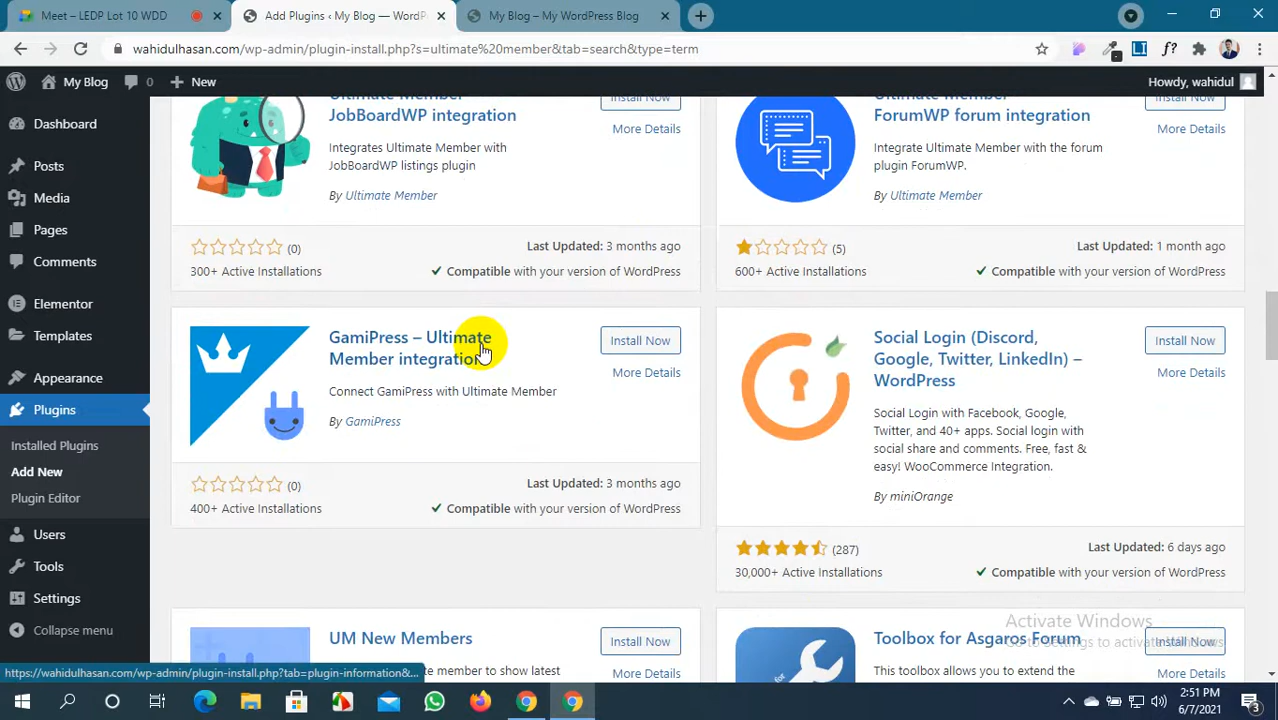 Meet – LEDP Lot 10 WDD
Add Plugins ‹ My Blog — WordP
My Blog – My WordPress Blog
wahidulhasan.com/wp-admin/plugin-install.php?s=ultimate%20member&tab=search&type=term
My Blog
0
New
Howdy, wahidul
Dashboard
Posts
Media
Pages
Comments
Elementor
Templates
Appearance
Plugins
Installed Plugins
Add New
Plugin Editor
Users
Tools
Settings
Collapse menu
Ultimate Member
JobBoardWP integration
Install Now
More Details
Integrates Ultimate Member with
JobBoardWP listings plugin
By Ultimate Member
(0)
Last Updated: 3 months ago
300+ Active Installations
Compatible with your version of WordPress
Ultimate Member
ForumWP forum integration
Install Now
More Details
Integrate Ultimate Member with the forum
plugin ForumWP.
By Ultimate Member
(5)
Last Updated: 1 month ago
600+ Active Installations
Compatible with your version of WordPress
GamiPress – Ultimate
Member integration
Install Now
More Details
Connect GamiPress with Ultimate Member
By GamiPress
(0)
Last Updated: 3 months ago
400+ Active Installations
Compatible with your version of WordPress
Social Login (Discord,
Google, Twitter, LinkedIn) –
WordPress
Install Now
More Details
Social Login with Facebook, Google,
Twitter, and 40+ apps. Social login with
social share and comments. Free, fast &
easy! WooCommerce Integration.
By miniOrange
(287)
Last Updated: 6 days ago
30,000+ Active Installations
Compatible with your version of WordPress
UM New Members
Install Now
More Details
member to show latest
Toolbox for Asgaros Forum
Install Now
More Details
This toolbox allows you to extend the
Activate Windows
Go to Settings to activate Windows.
https://wahidulhasan.com/wp-admin/plugin-install.php?tab=plugin-information&...
2:51 PM
6/7/2021
3